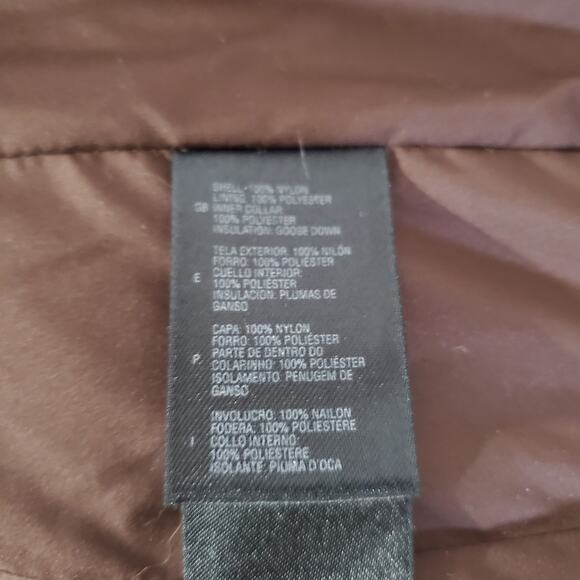 SHELL: 100% NYLON
LINING: 100% POLYESTER
GB INNER COLLAR:
100% POLYESTER
INSULATION: GOOSE DOWN
TELA EXTERIOR: 100% NILÓN
FORRO: 100% POLIÉSTER
E CUELLO INTERIOR:
100% POLIÉSTER
INSULACIÓN: PLUMAS DE
GANSO
CAPA: 100% NYLON
FORRO: 100% POLIÉSTER
P PARTE DE DENTRO DO
COLARINHO: 100% POLIÉSTER
ISOLAMENTO: PENUGEM DE
GANSO
INVOLUCRO: 100% NAILON
FODERA: 100% POLIESTERE
I COLLO INTERNO:
100% POLIESTERE
ISOLANTE: PIUMA D'OCA